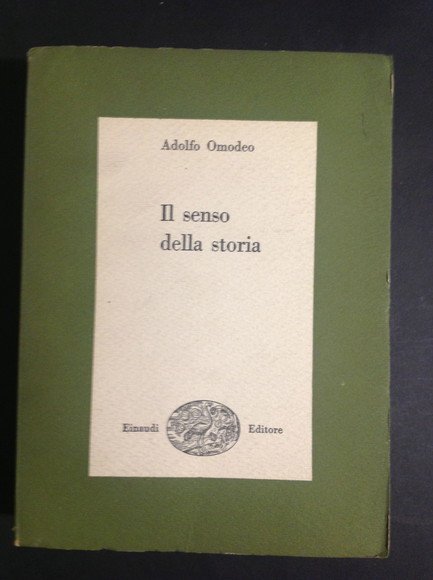 Adolfo Omodeo
Il senso
della storia
Einaudi Editore